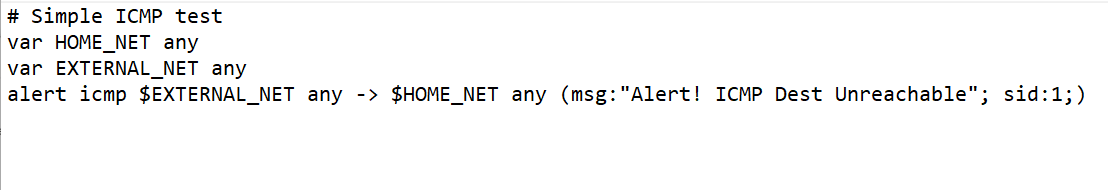 # Simple ICMP test
var HOME_NET any
var EXTERNAL_NET any
alert icmp $EXTERNAL_NET any -> $HOME_NET any (msg:"Alert! ICMP Dest Unreachable"; sid:1;)